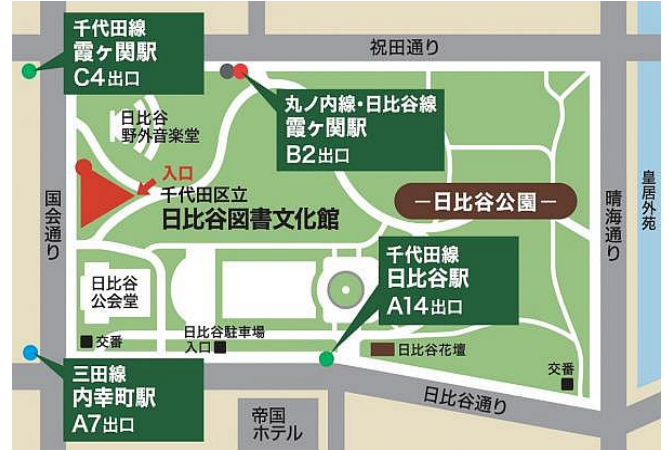 千代田線
霞ヶ関駅
C4出口
祝田通り
丸ノ内線・日比谷線
霞ヶ関駅
B2出口
日比谷
野外音楽堂
入口
千代田区立
日比谷図書文化館
ー日比谷公園ー
国会通り
晴海通り
皇居外苑
千代田線
日比谷駅
A14出口
日比谷
公会堂
交番
日比谷駐車場
入口
日比谷花壇
交番
三田線
内幸町駅
A7出口
日比谷通り
帝国
ホテル